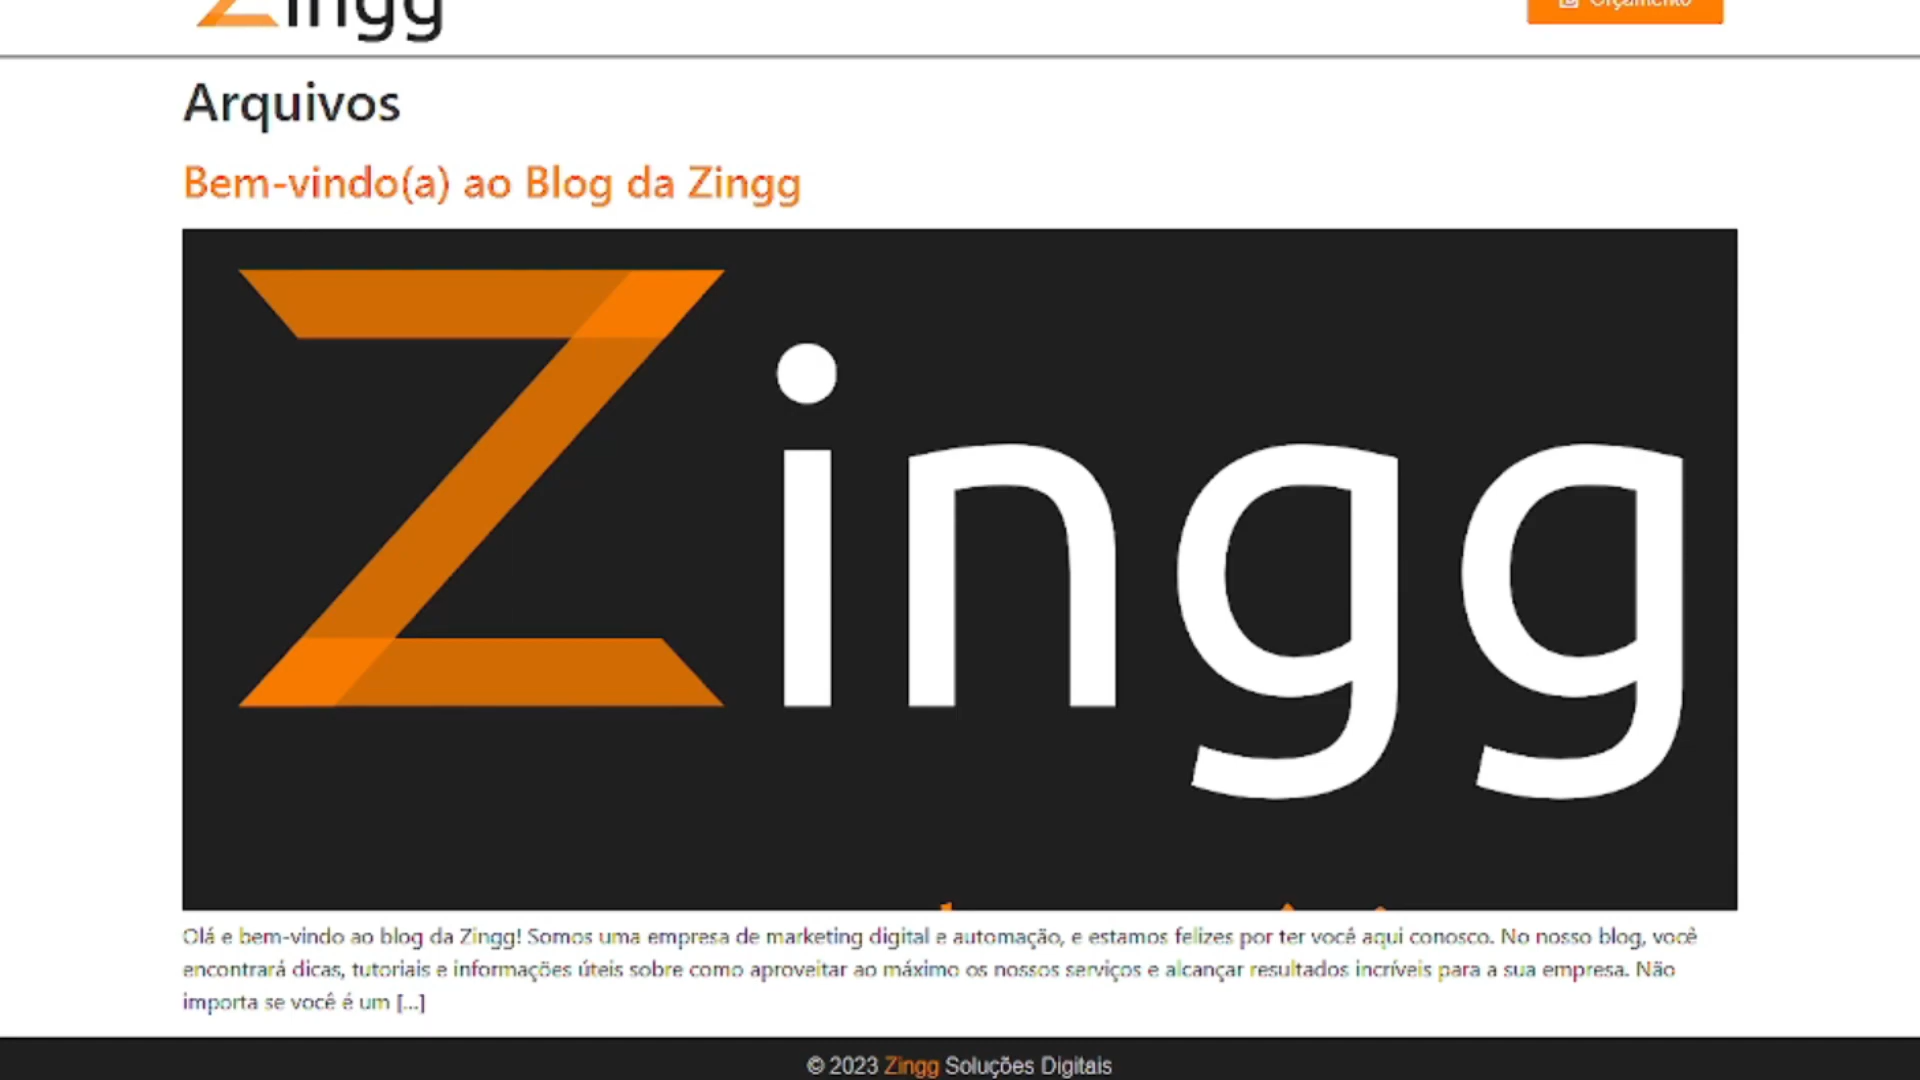 Zingg
Orçamento
Arquivos
Bem-vindo(a) ao Blog da Zingg
Zingg
Olá e bem-vindo ao blog da Zingg! Somos uma empresa de marketing digital e automação, e estamos felizes por ter você aqui conosco. No nosso blog, você
encontrará dicas, tutoriais e informações úteis sobre como aproveitar ao máximo os nossos serviços e alcançar resultados incríveis para a sua empresa. Não
importa se você é um [...]
© 2023 Zingg Soluções Digitais